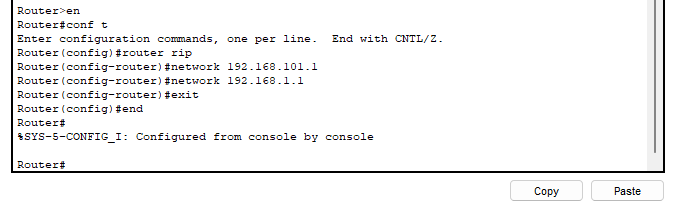 Router>en
Router#conf t
Enter configuration commands, one per line.  End with CNTL/Z.
Router(config)#router rip
Router(config-router)#network 192.168.101.1
Router(config-router)#network 192.168.1.1
Router(config-router)#exit
Router(config)#end
Router#
%SYS-5-CONFIG_I: Configured from console by console
Router#
Copy Paste